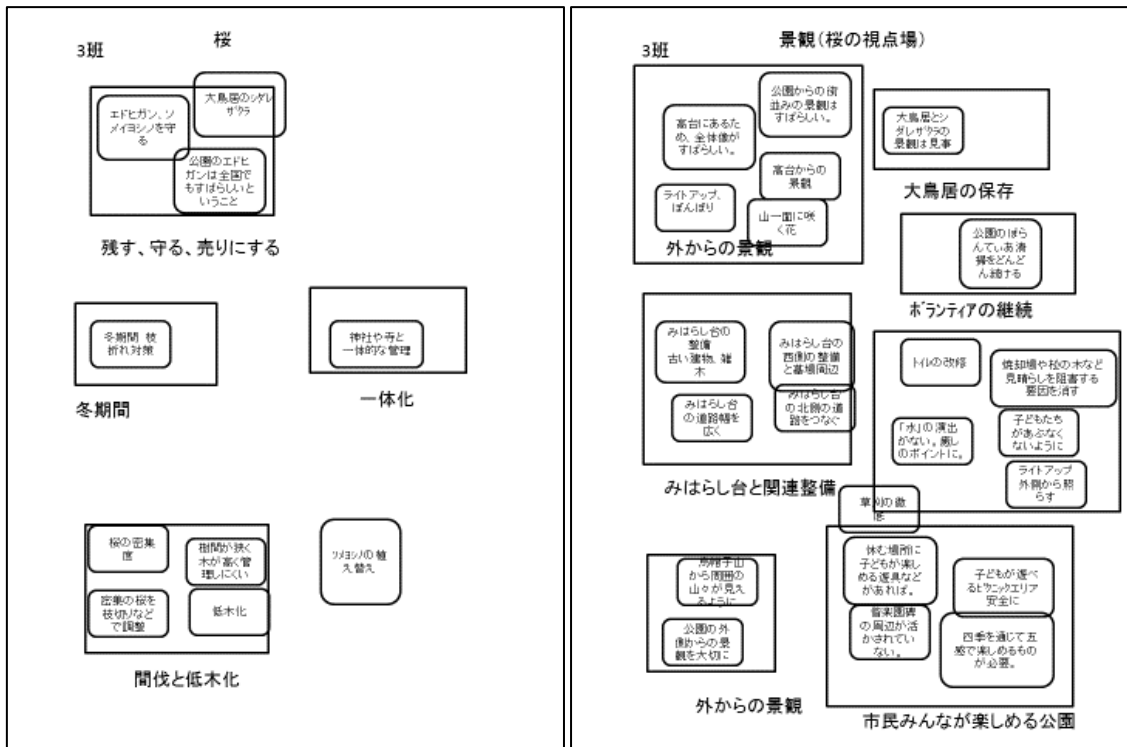 3班
桜
大鳥居のシダレ
ザクラ
エドヒガン、ソ
メイヨシノを守
る
公園のエドヒ
ガンは全国で
もすばらしいと
いうこと
残す、守る、売りにする
冬期間 枝
折れ対策
冬期間
神社や寺と
一体的な管理
一体化
桜の密集
度
樹間が狭く
木が高く管
理しにくい
密集の桜を
枝切りなど
で調整
低木化
間伐と低木化
ソメヨシノの植
え替え
3班
景観(桜の視点場)
公園からの街
並みの景観は
すばらしい。
高台にあるた
め、全体像が
すばらしい。
高台からの
景観
ライトアップ、
ぼんぼり
山一面に咲
く花
外からの景観
大鳥居とシ
ダレザクラの
景観は見事
大鳥居の保存
公園のぼら
んてぃあ清
掃をどんど
ん続ける
ボランティアの継続
みはらし台の
整備
古い建物、雑
木
みはらし台の
西側の整備
と墓場周辺
みはらし台
の道路幅を
広く
みはらし台
の北側の道
路をつなぐ
みはらし台と関連整備
トイレの改修
焼却場や松の木など
見晴らしを阻害する
要因を消す
「水」の演出
がない。癒し
のポイントに。
子どもたち
があぶなく
ないように
ライトアップ
外側から照
らす
草刈の徹
底
烏帽子山
から周囲の
山々が見え
るように
公園の外
側からの景
観を大切に
外からの景観
休む場所に
子どもが楽し
める遊具など
があれば。
子どもが遊べ
るピクニックエリア
安全に
偕楽園碑
の周辺が活
かされてい
ない。
四季を通じて五
感で楽しめるもの
が必要。
市民みんなが楽しめる公園